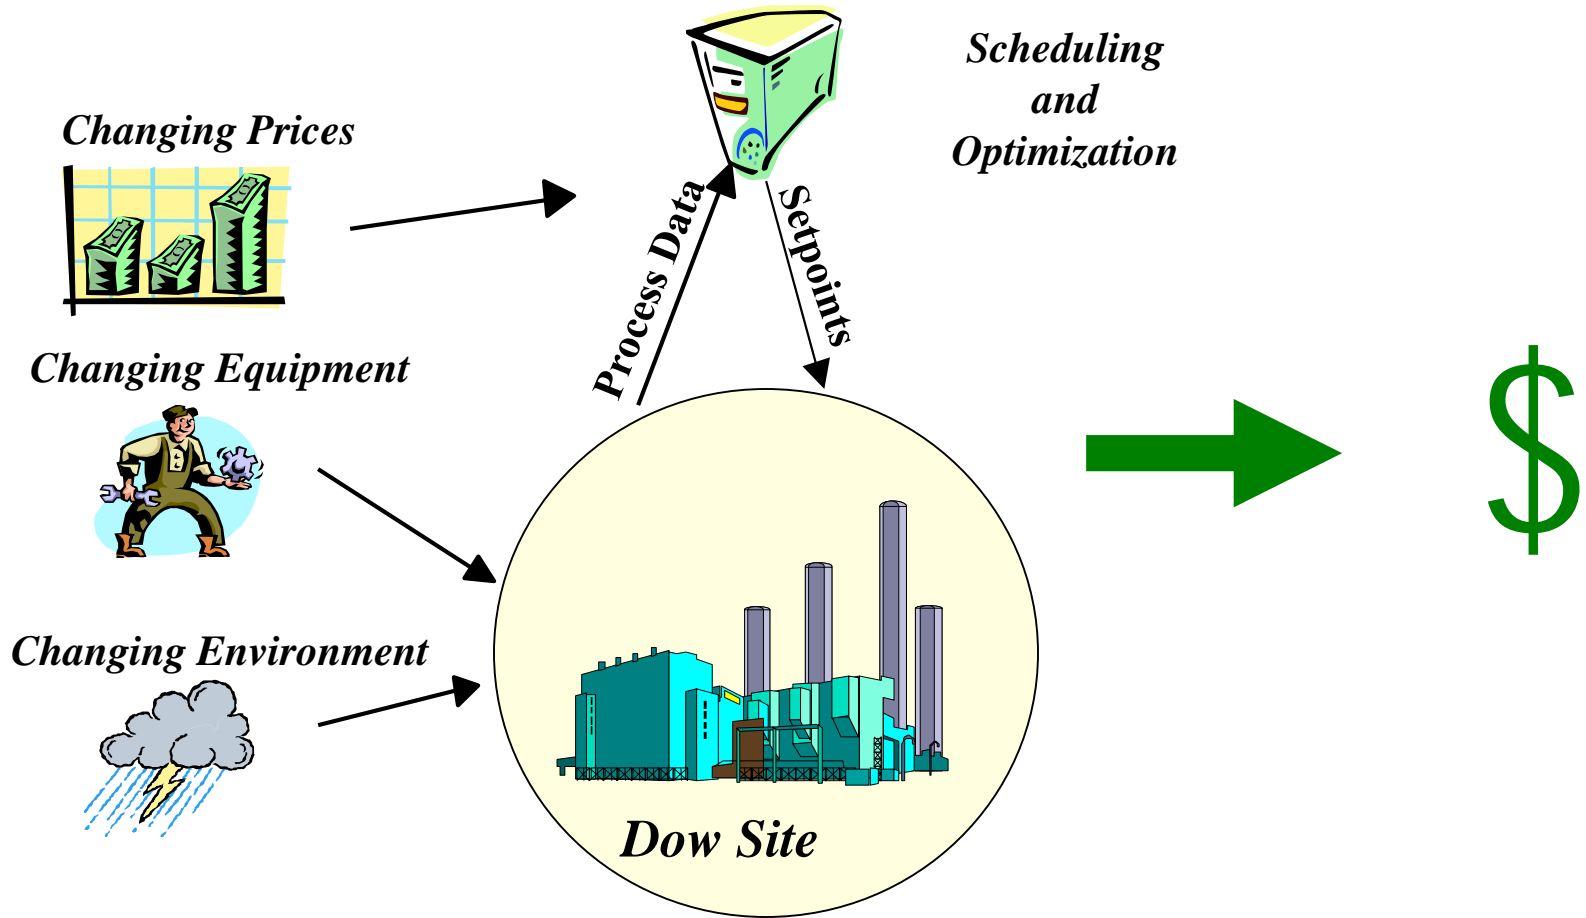 Scheduling
and
Optimization
Changing Prices
Process Data
Setpoints
Changing Equipment
$
Changing Environment
Dow Site